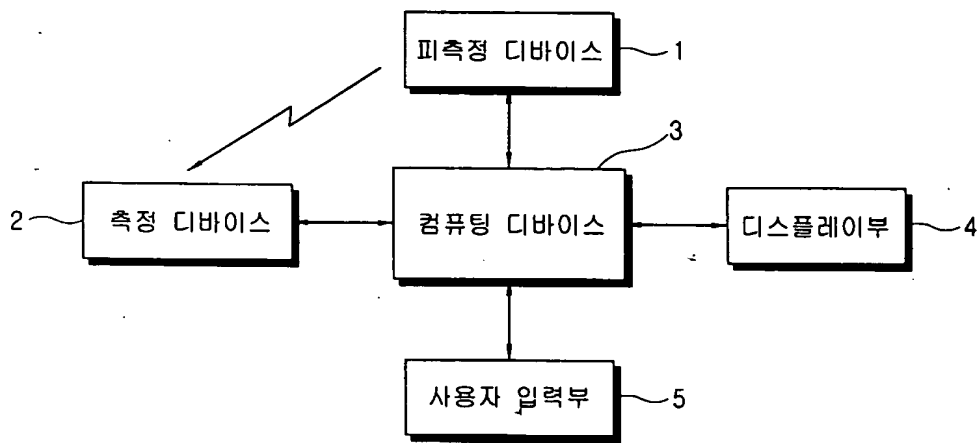 피측정 디바이스
1
3
2
측정 디바이스
컴퓨팅 디바이스
디스플레이부
4
사용자 입력부
5